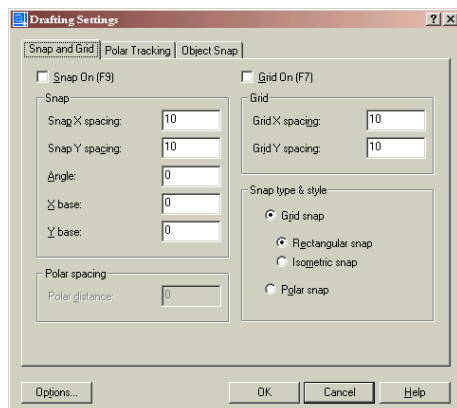 Drafting Settings
Snap and Grid Polar Tracking Object Snap
Snap On (F9)
Snap
Snap X spacing: 10
Snap Y spacing: 10
Angle: 0
X base: 0
Y base: 0
Polar spacing
Polar distance: 0
Grid On (F7)
Grid
Grid X spacing: 10
Grid Y spacing: 10
Snap type & style
Grid snap
Rectangular snap
Isometric snap
Polar snap
Options... OK Cancel Help